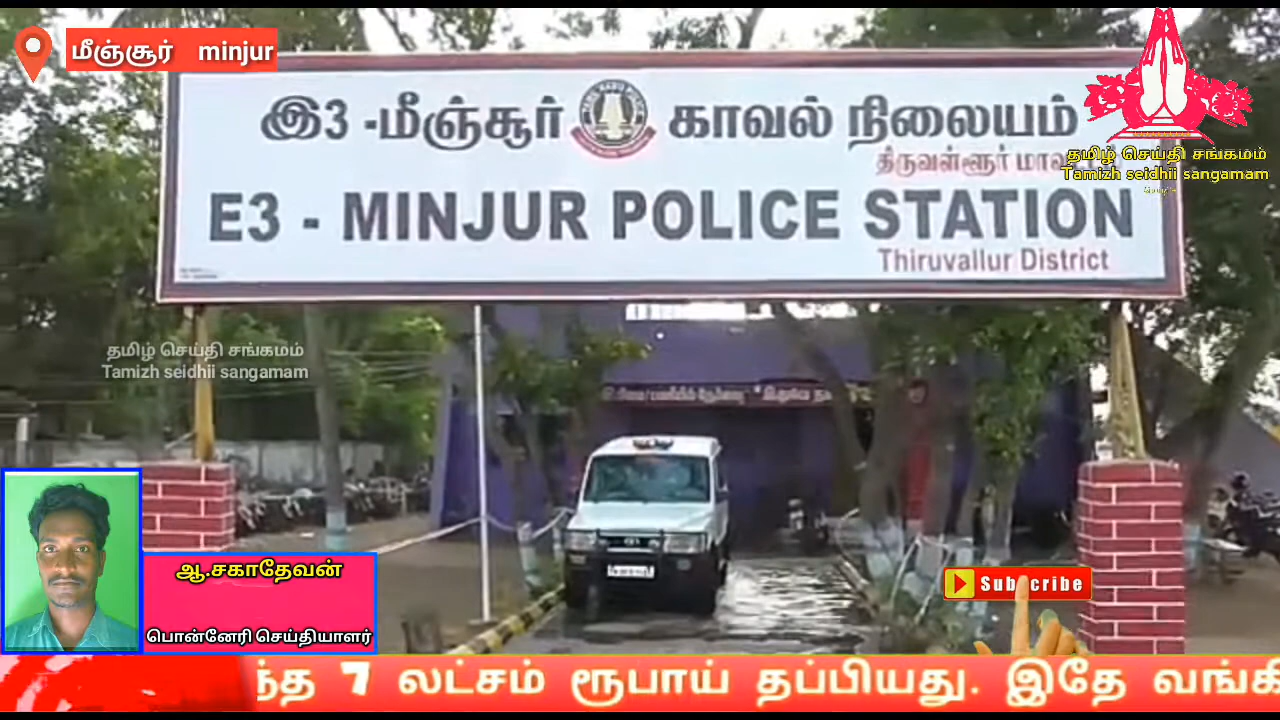 மீஞ்சூர் minjur
இ3 -மீஞ்சூர் காவல் நிலையம்
திருவள்ளூர்
E3 - MINJUR POLICE STATION
Thiruvallur District
தமிழ் செய்தி சங்கமம்
Tamizh seidhii sangamam
தமிழ் செய்தி சங்கமம்
Tamizh seidhii sangamam
ஆ.சகாதேவன்
பொன்னேரி செய்தியாளர்
7 லட்சம் ரூபாய் தப்பியது. இதே